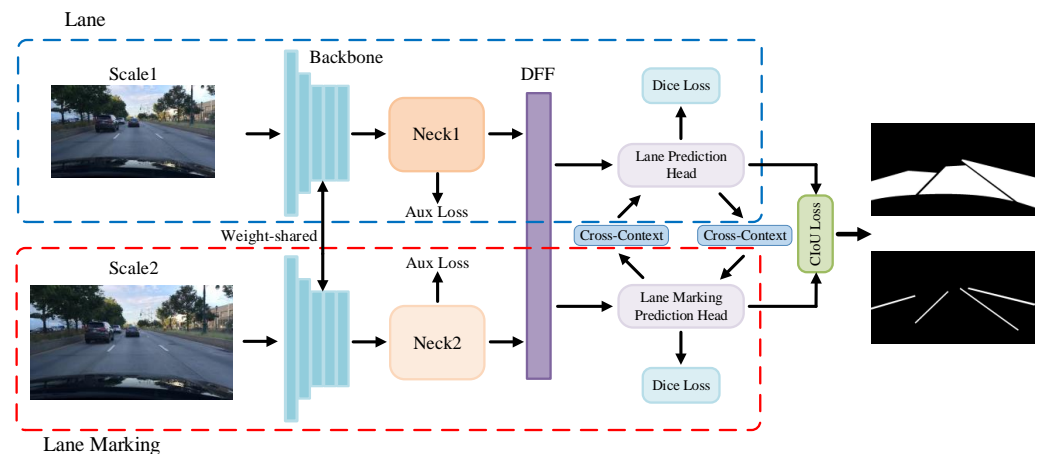 Lane
Scale1
Backbone
Neck1
Aux Loss
DFF
Dice Loss
Lane Prediction
Head
Weight-shared
Cross-Context
Cross-Context
CIoU Loss
Scale2
Aux Loss
Neck2
Lane Marking
Prediction Head
Dice Loss
Lane Marking